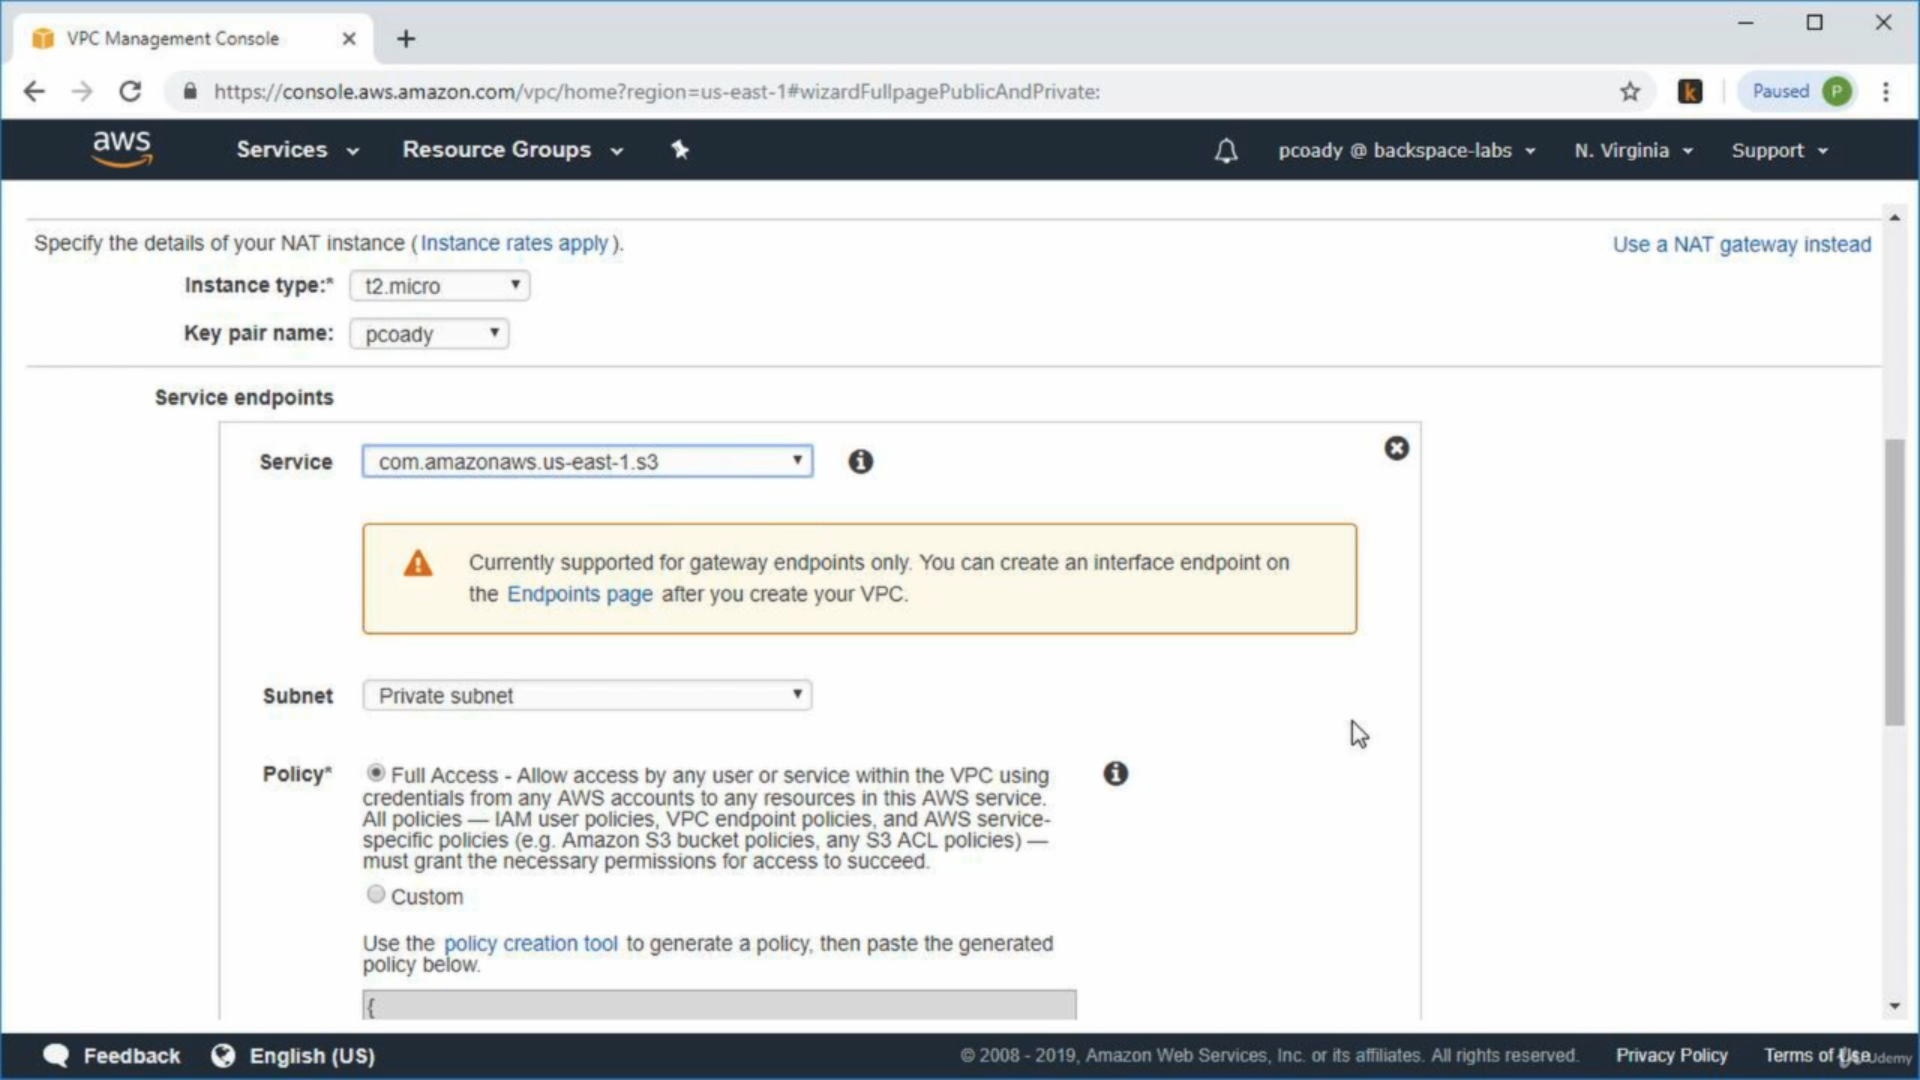 VPC Management Console
https://console.aws.amazon.com/vpc/home?region=us-east-1#wizardFullpagePublicAndPrivate:
k
Paused
P
aws
Services
Resource Groups
pcoady @ backspace-labs
N. Virginia
Support
Specify the details of your NAT instance (Instance rates apply).
Use a NAT gateway instead
Instance type:*
t2.micro
Key pair name:
pcoady
Service endpoints
Service
com.amazonaws.us-east-1.s3
Currently supported for gateway endpoints only. You can create an interface endpoint on
the Endpoints page after you create your VPC.
Subnet
Private subnet
Policy*
Full Access - Allow access by any user or service within the VPC using
credentials from any AWS accounts to any resources in this AWS service.
All policies — IAM user policies, VPC endpoint policies, and AWS service-
specific policies (e.g. Amazon S3 bucket policies, any S3 ACL policies) —
must grant the necessary permissions for access to succeed.
Custom
Use the policy creation tool to generate a policy, then paste the generated
policy below.
{
Feedback
English (US)
© 2008 - 2019, Amazon Web Services, Inc. or its affiliates. All rights reserved.
Privacy Policy
Terms of Use
Udemy